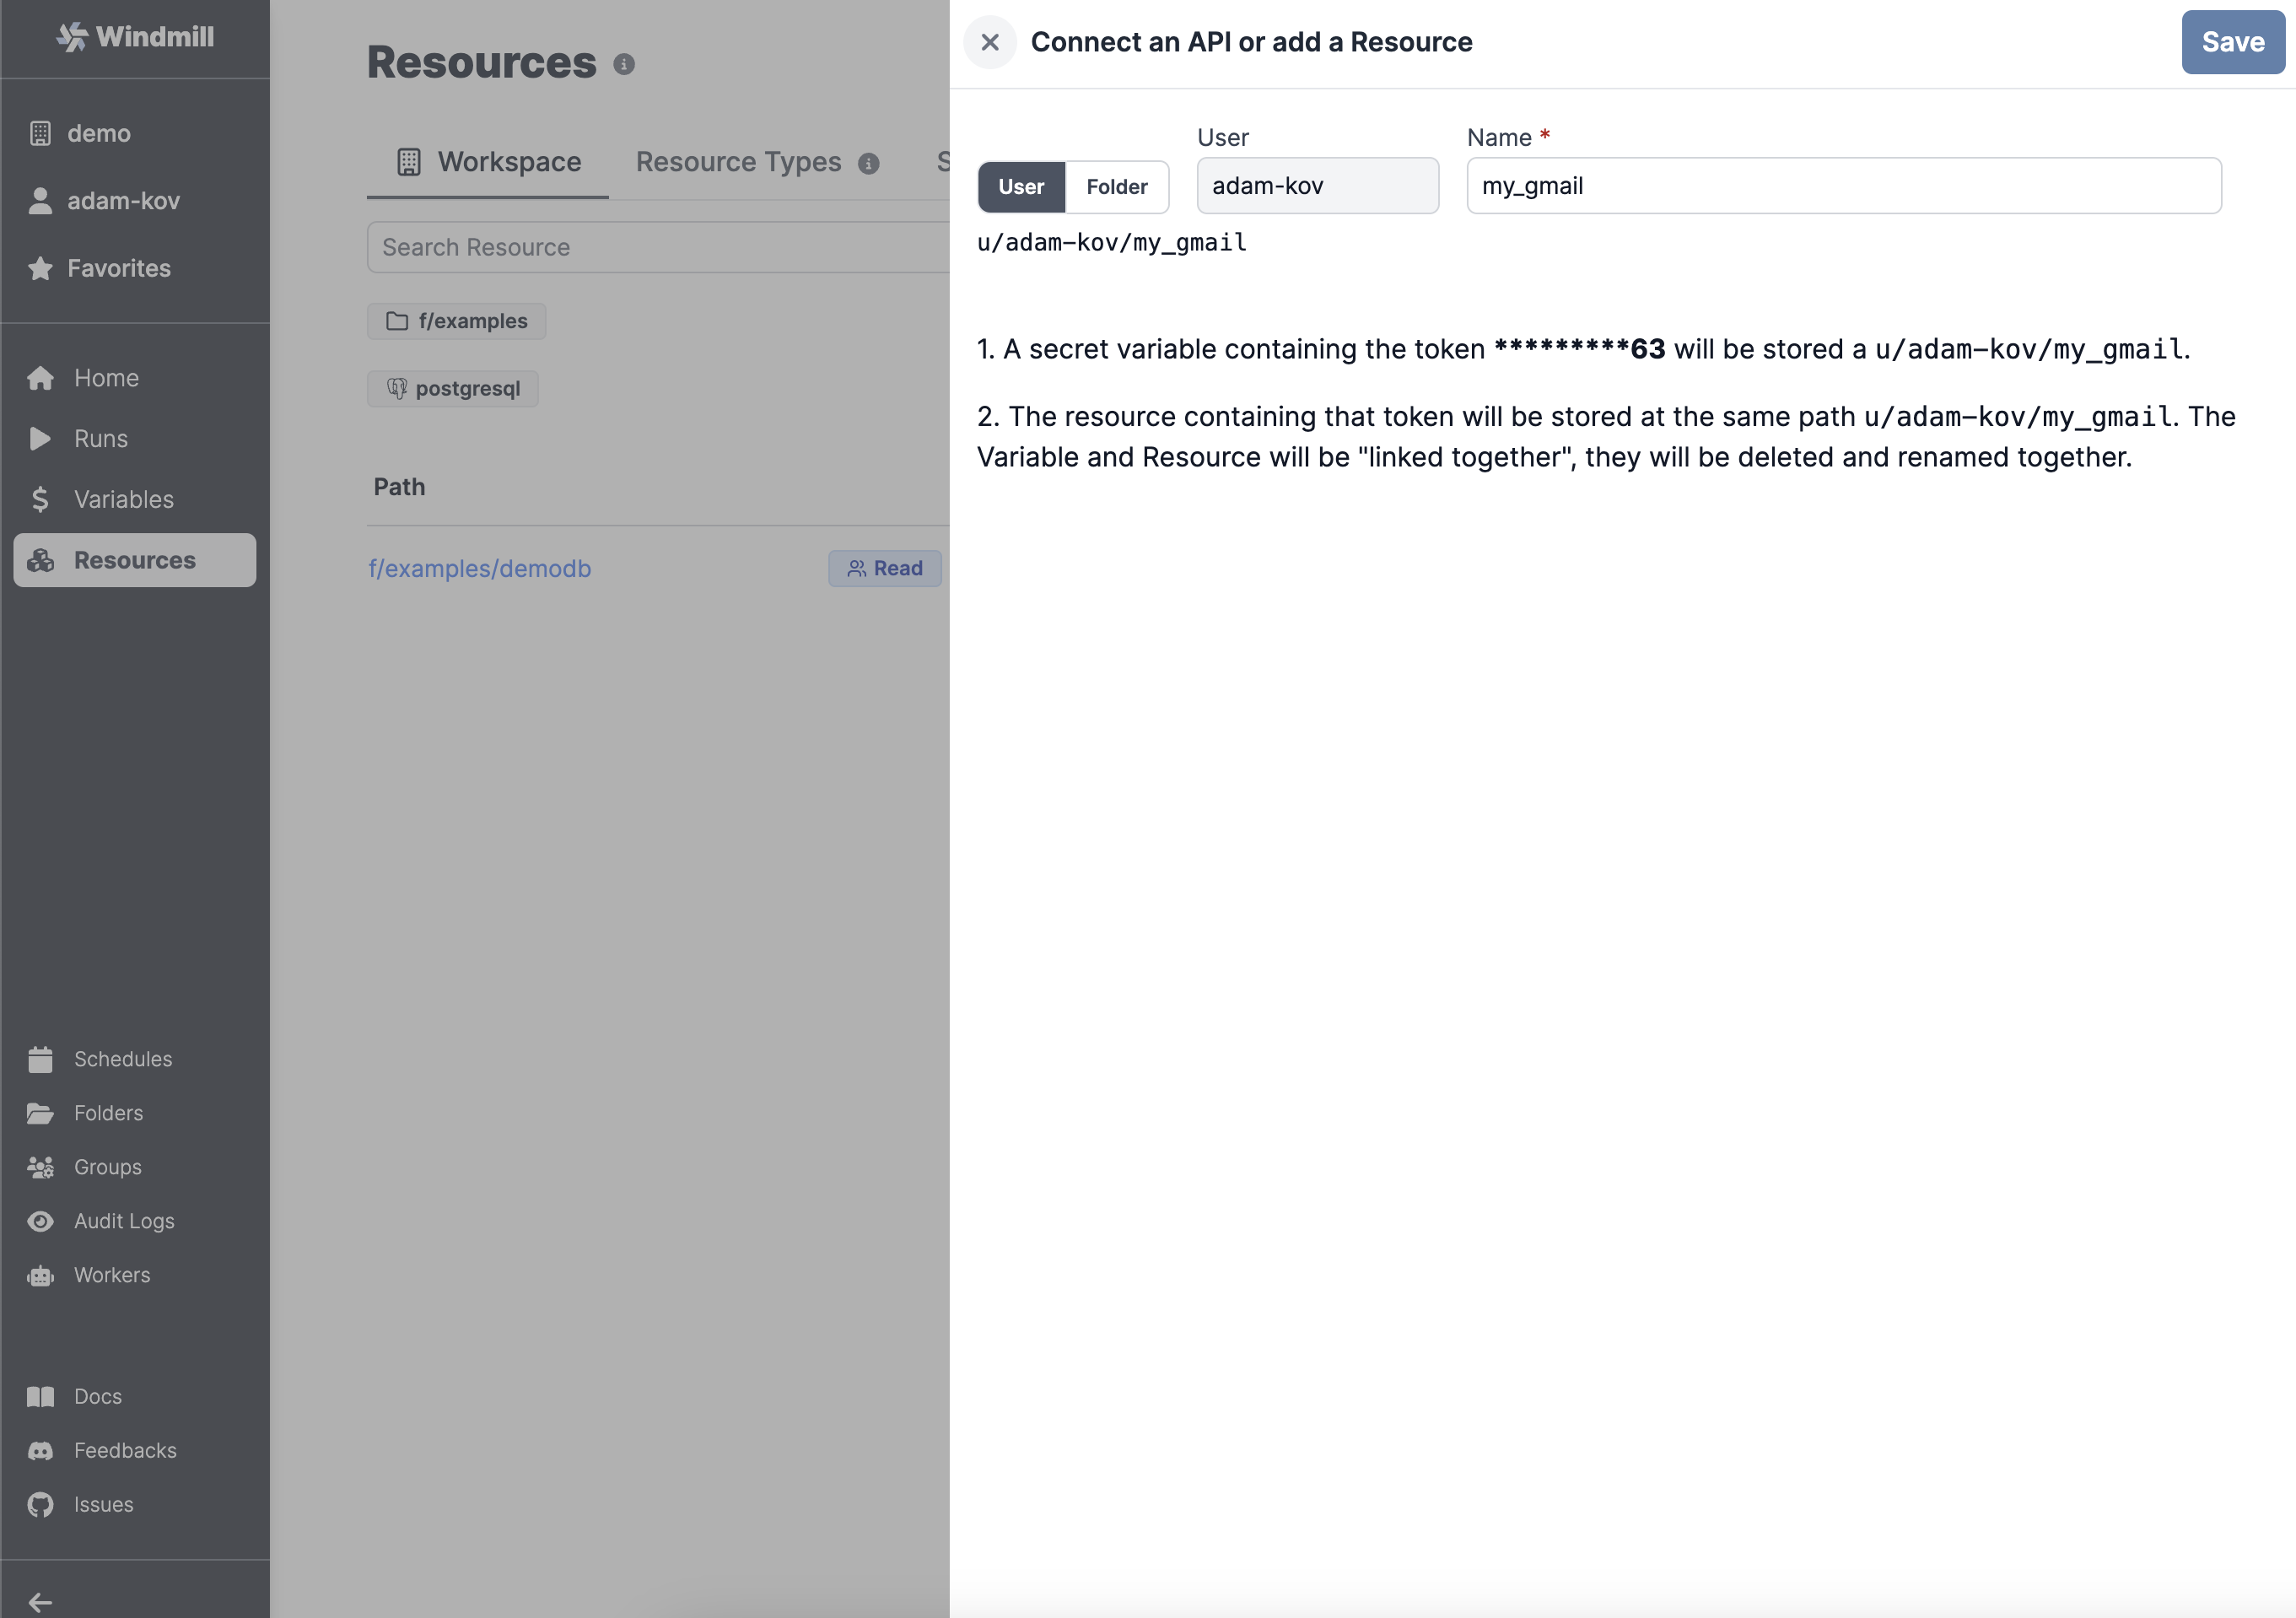 Windmill
demo
adam-kov
Favorites
Home
Runs
Variables
Resources
Schedules
Folders
Groups
Audit Logs
Workers
Docs
Feedbacks
Issues
Resources
Workspace
Resource Types
S
Search Resource
f/examples
postgresql
Path
f/examples/demodb
Read
Connect an API or add a Resource
Save
User
Folder
User
adam-kov
Name *
my_gmail
u/adam-kov/my_gmail
1. A secret variable containing the token *********63 will be stored a u/adam-kov/my_gmail.
2. The resource containing that token will be stored at the same path u/adam-kov/my_gmail. The
Variable and Resource will be "linked together", they will be deleted and renamed together.